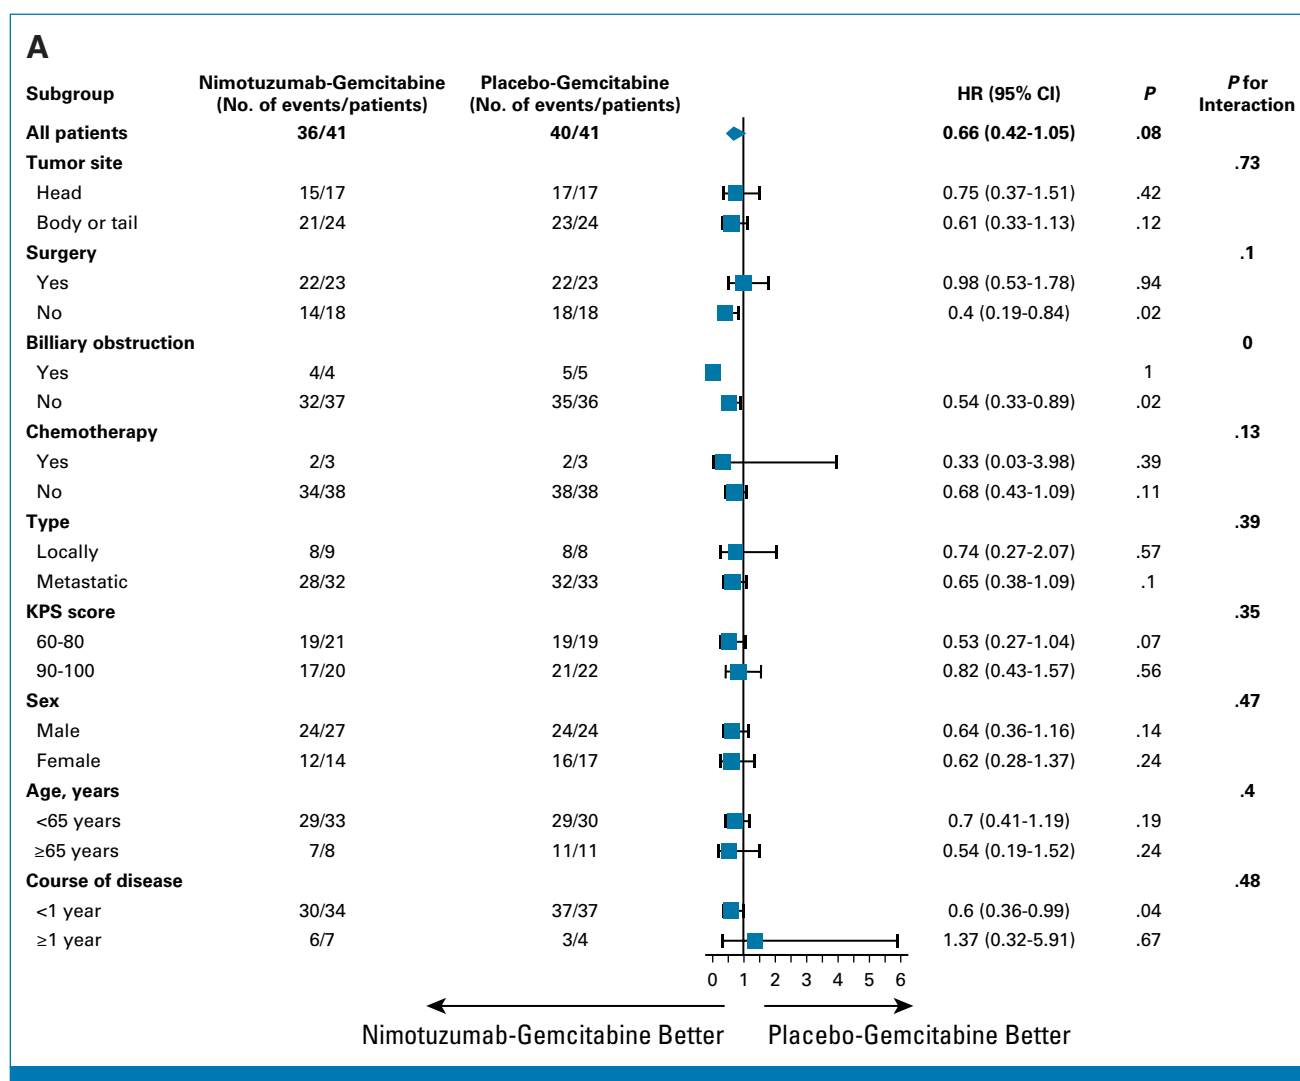 A
Subgroup Nimotuzumab-Gemcitabine (No. of events/patients) Placebo-Gemcitabine (No. of events/patients) HR (95% CI) P P for Interaction
All patients 36/41 40/41 0.66 (0.42-1.05) .08
Tumor site .73
Head 15/17 17/17 0.75 (0.37-1.51) .42
Body or tail 21/24 23/24 0.61 (0.33-1.13) .12
Surgery .1
Yes 22/23 22/23 0.98 (0.53-1.78) .94
No 14/18 18/18 0.4 (0.19-0.84) .02
Billiary obstruction 0
Yes 4/4 5/5 1
No 32/37 35/36 0.54 (0.33-0.89) .02
Chemotherapy .13
Yes 2/3 2/3 0.33 (0.03-3.98) .39
No 34/38 38/38 0.68 (0.43-1.09) .11
Type .39
Locally 8/9 8/8 0.74 (0.27-2.07) .57
Metastatic 28/32 32/33 0.65 (0.38-1.09) .1
KPS score .35
60-80 19/21 19/19 0.53 (0.27-1.04) .07
90-100 17/20 21/22 0.82 (0.43-1.57) .56
Sex .47
Male 24/27 24/24 0.64 (0.36-1.16) .14
Female 12/14 16/17 0.62 (0.28-1.37) .24
Age, years .4
<65 years 29/33 29/30 0.7 (0.41-1.19) .19
≥65 years 7/8 11/11 0.54 (0.19-1.52) .24
Course of disease .48
<1 year 30/34 37/37 0.6 (0.36-0.99) .04
≥1 year 6/7 3/4 1.37 (0.32-5.91) .67
0 1 2 3 4 5 6
Nimotuzumab-Gemcitabine Better Placebo-Gemcitabine Better